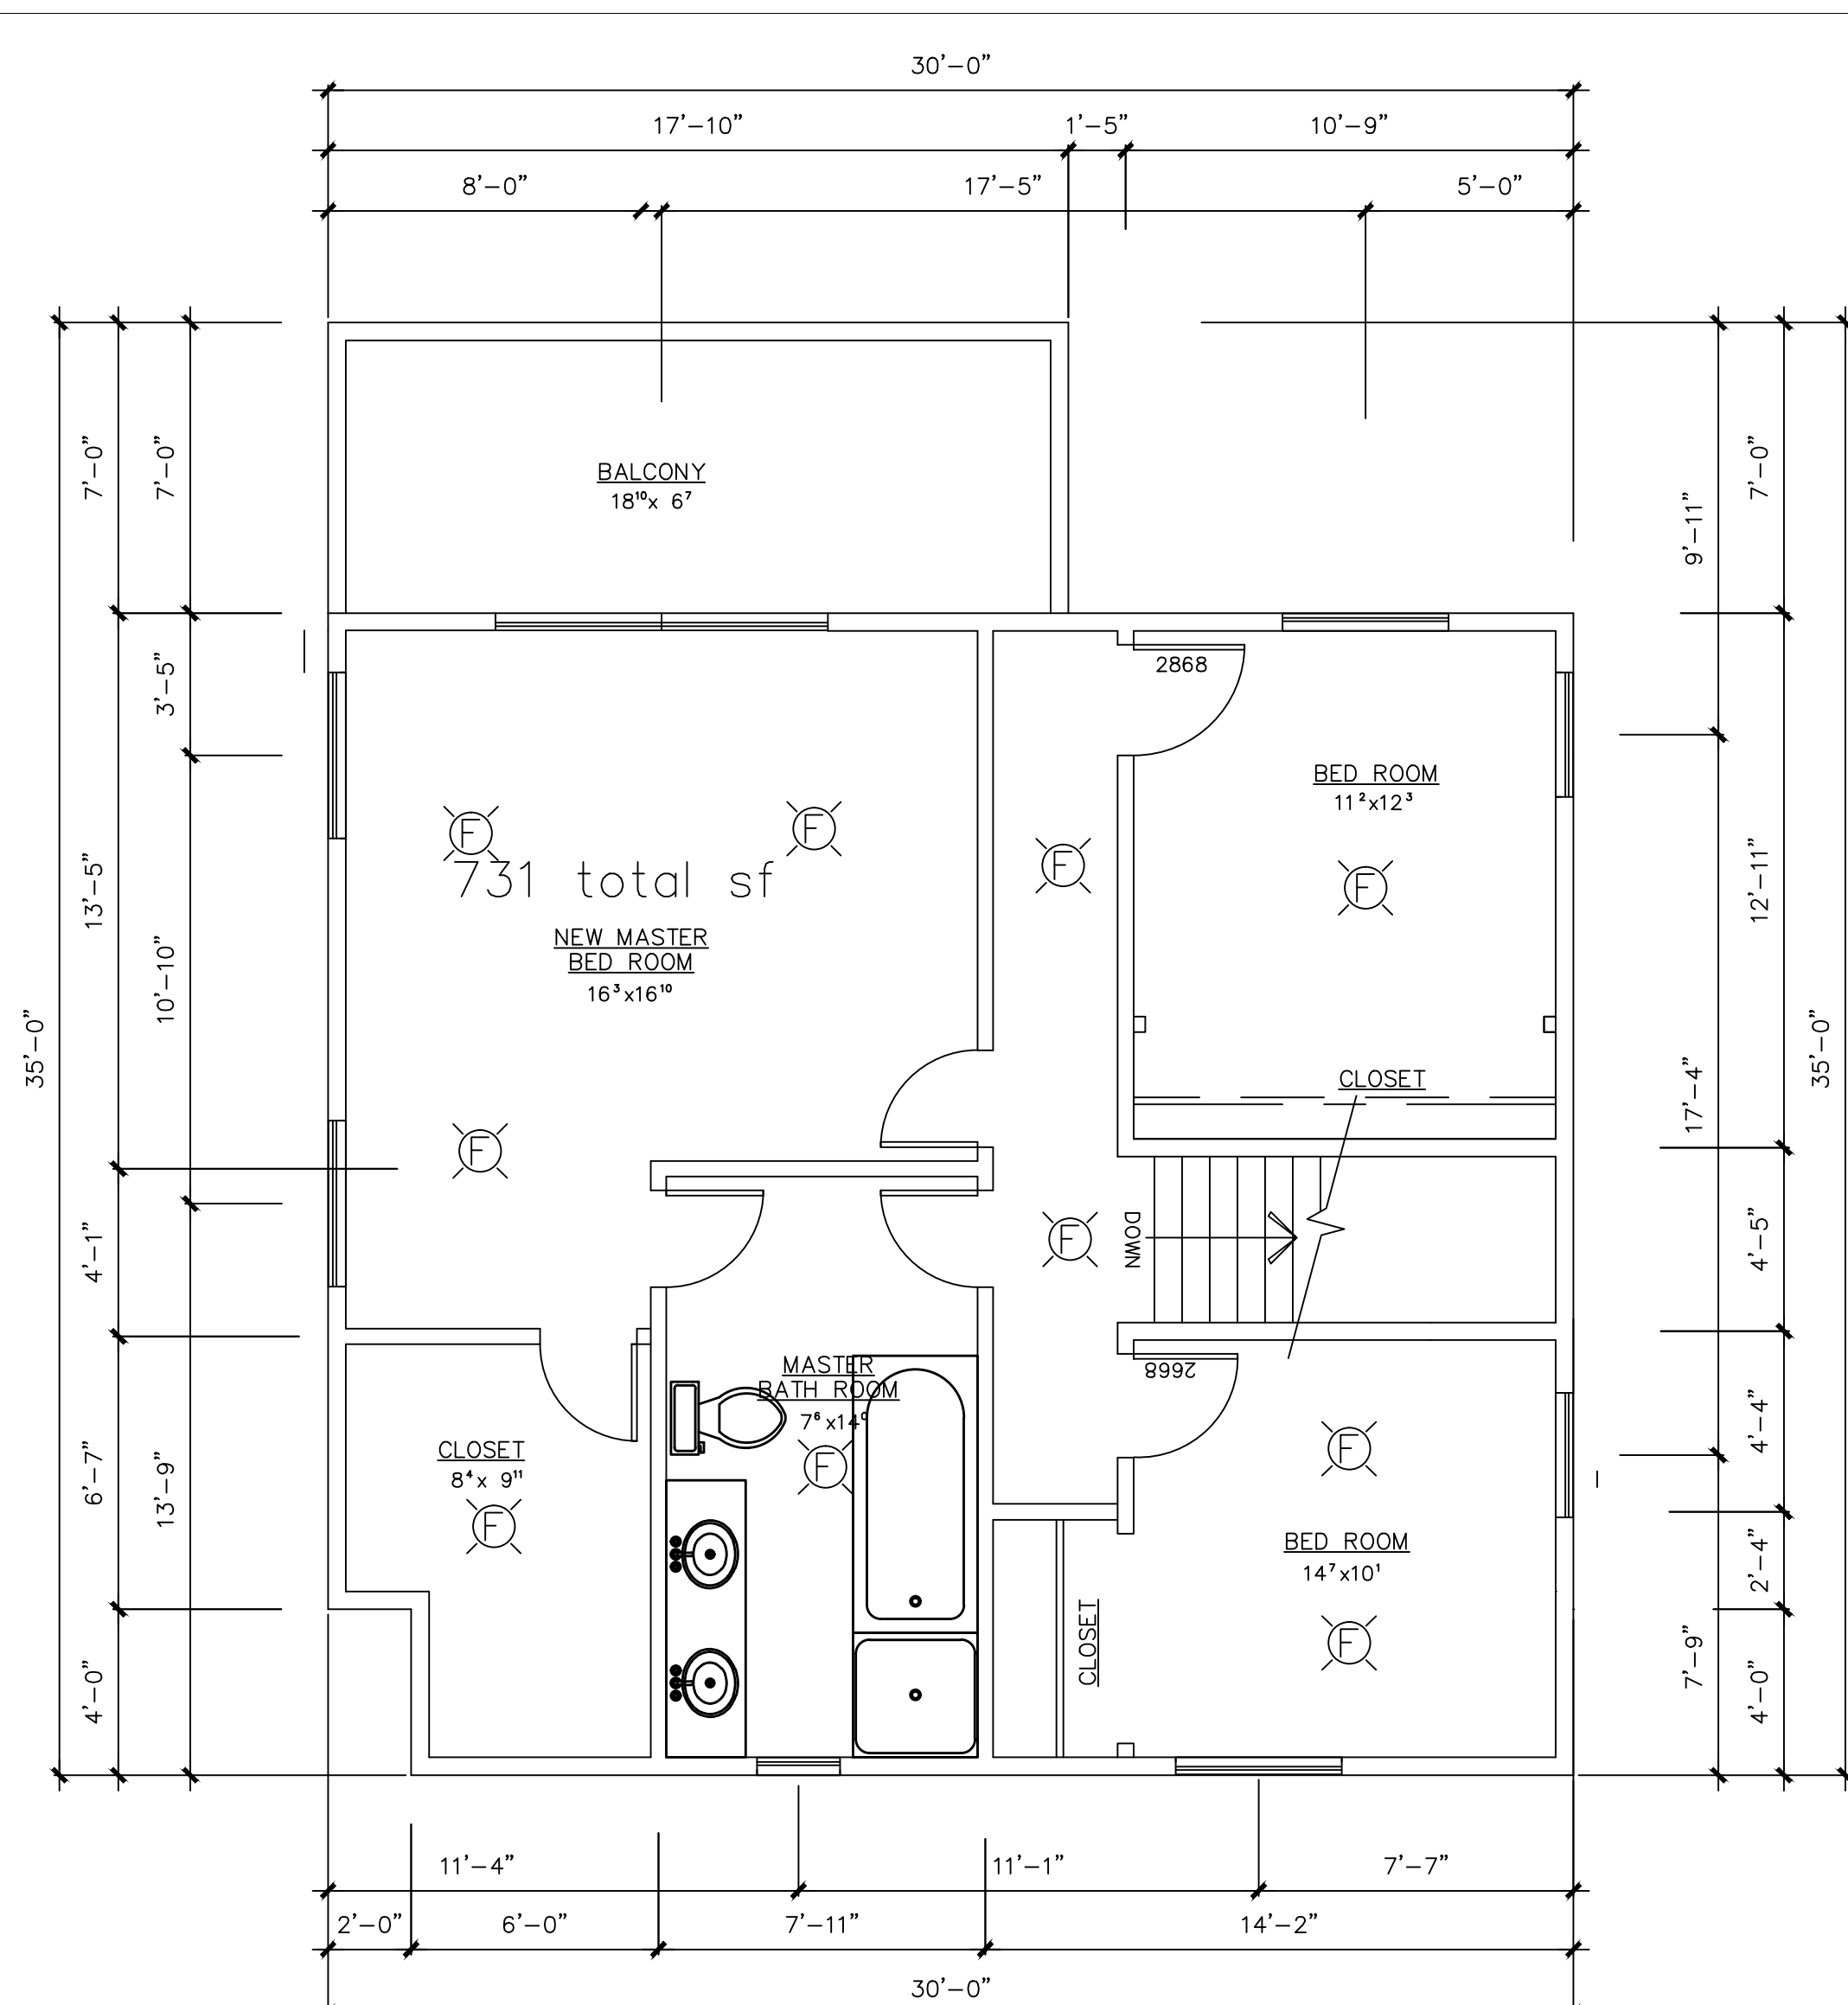 30'-0"
17'-10" 1'-5" 10'-9"
8'-0" 17'-5" 5'-0"
7'-0"
7'-0"
7'-0"
9'-11"
BALCONY
18¹⁰x 6⁷
3'-5"
2868
BED ROOM
11²x12³
F
F
F
F
731 total sf
13'-5"
12'-11"
NEW MASTER
BED ROOM
16³x16¹⁰
10'-10"
35'-0"
35'-0"
CLOSET
17'-4"
F
F
DOWN
4'-1"
4'-5"
MASTER
BATH ROOM
7⁶x14⁰
2668
F
CLOSET
8⁴x 9¹¹
F
F
6'-7"
13'-9"
4'-4"
BED ROOM
14⁷x10¹
2'-4"
CLOSET
F
4'-0"
7'-9"
4'-0"
11'-4" 11'-1" 7'-7"
2'-0" 6'-0" 7'-11" 14'-2"
30'-0"